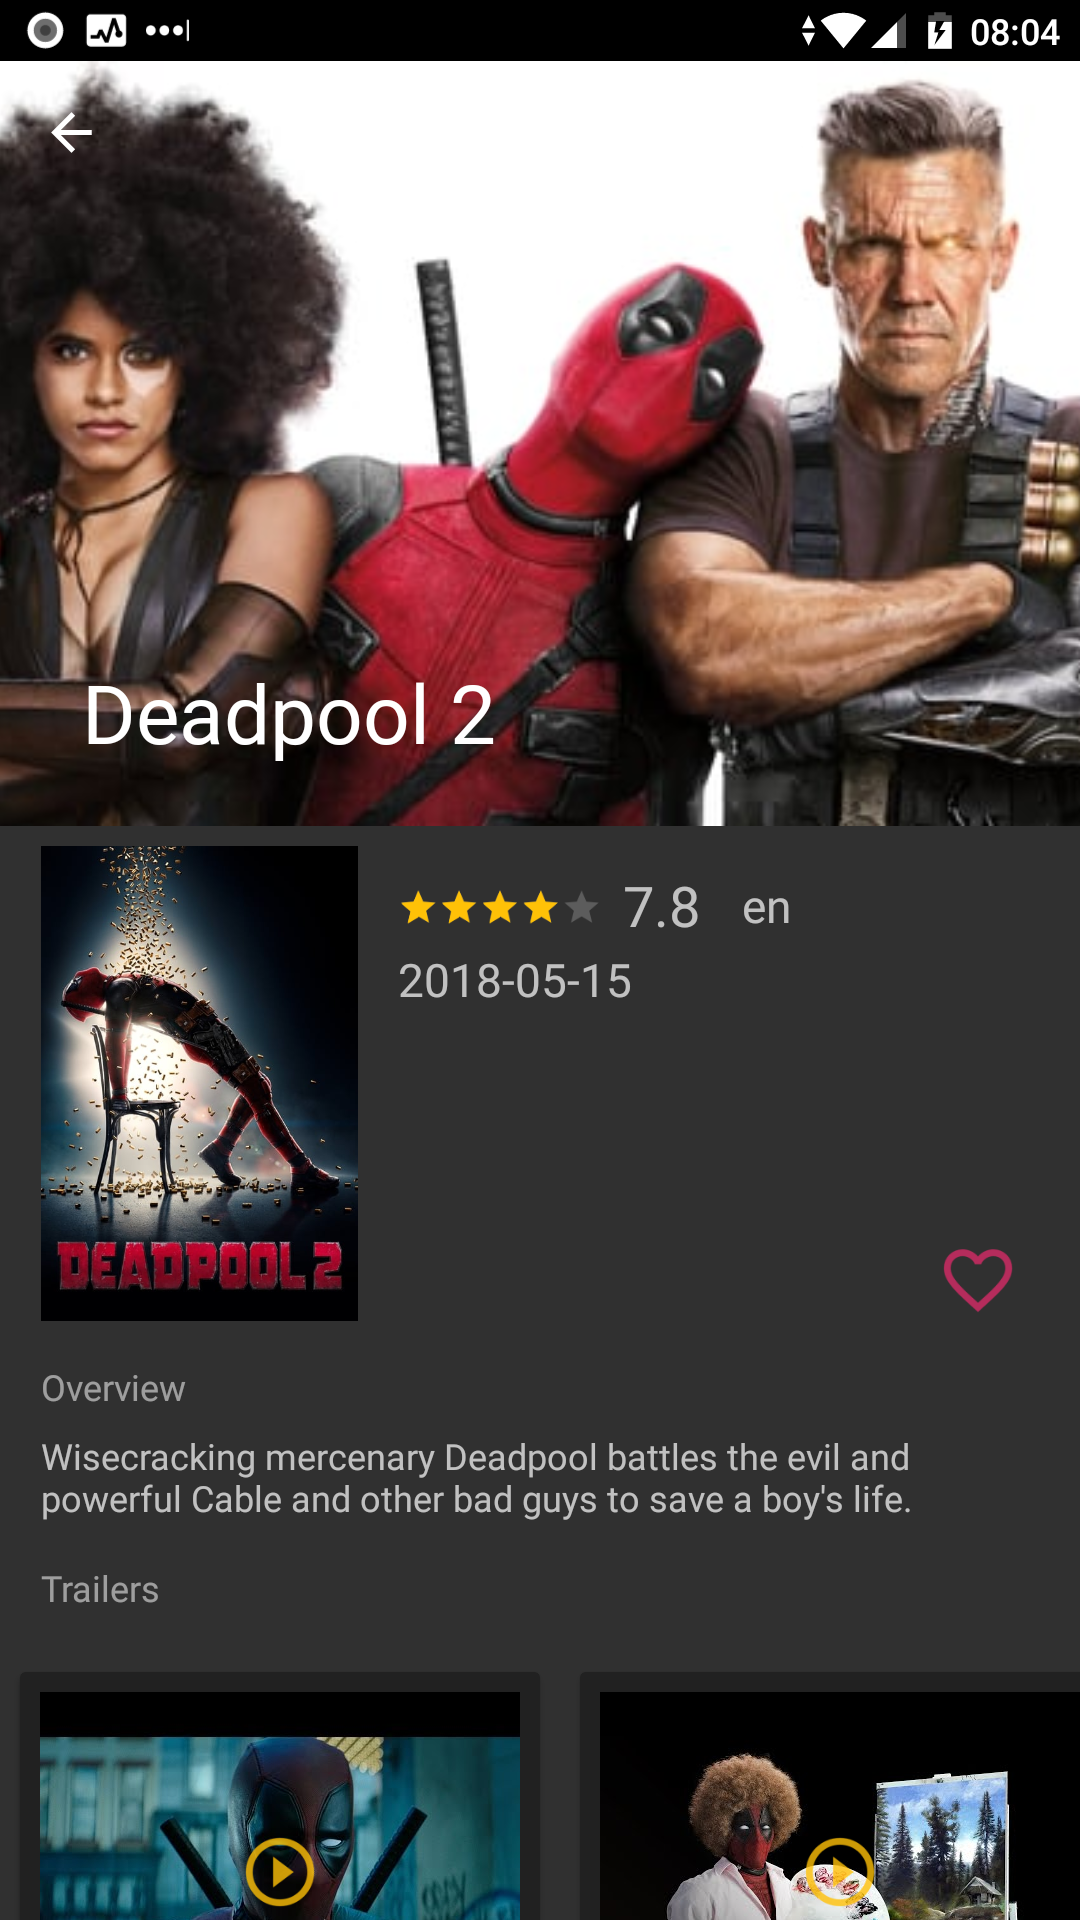 08:04
Deadpool 2
7.8 en
2018-05-15
DEADPOOL 2
Overview
Wisecracking mercenary Deadpool battles the evil and
powerful Cable and other bad guys to save a boy's life.
Trailers